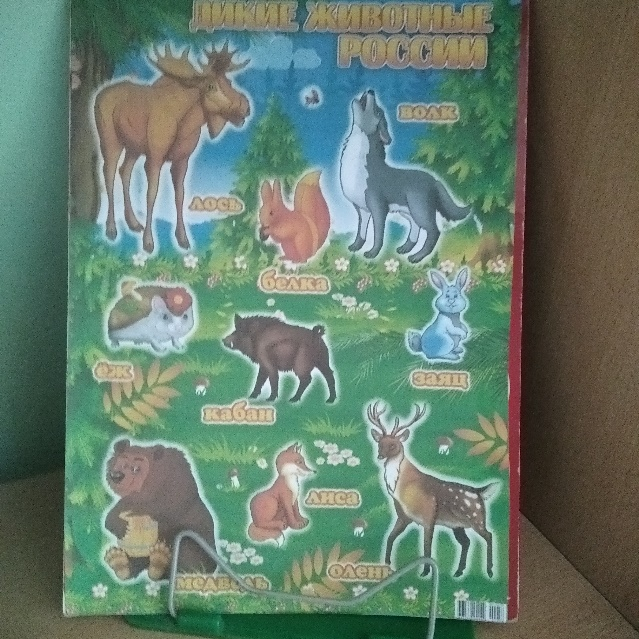 ДИКИЕ ЖИВОТНЫЕ
РОССИИ
волк
лось
белка
ёж
заяц
кабан
лиса
медведь
олень